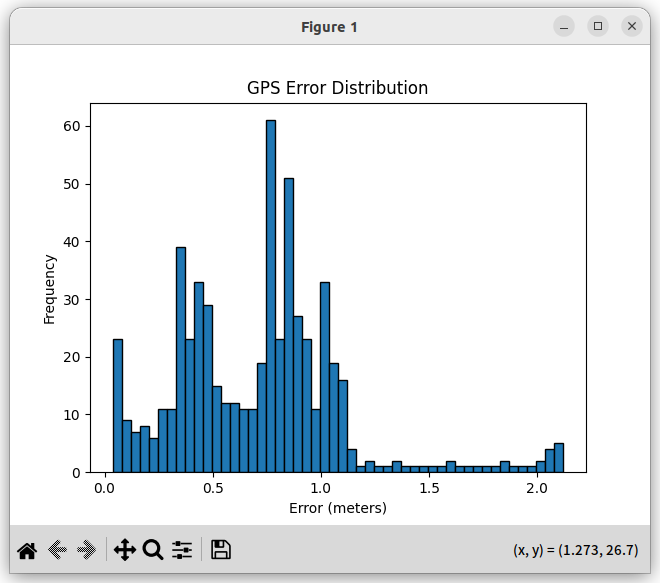 Figure 1
GPS Error Distribution
60
50
40
30
20
10
0
Frequency
0.0 0.5 1.0 1.5 2.0
Error (meters)
(x, y) = (1.273, 26.7)